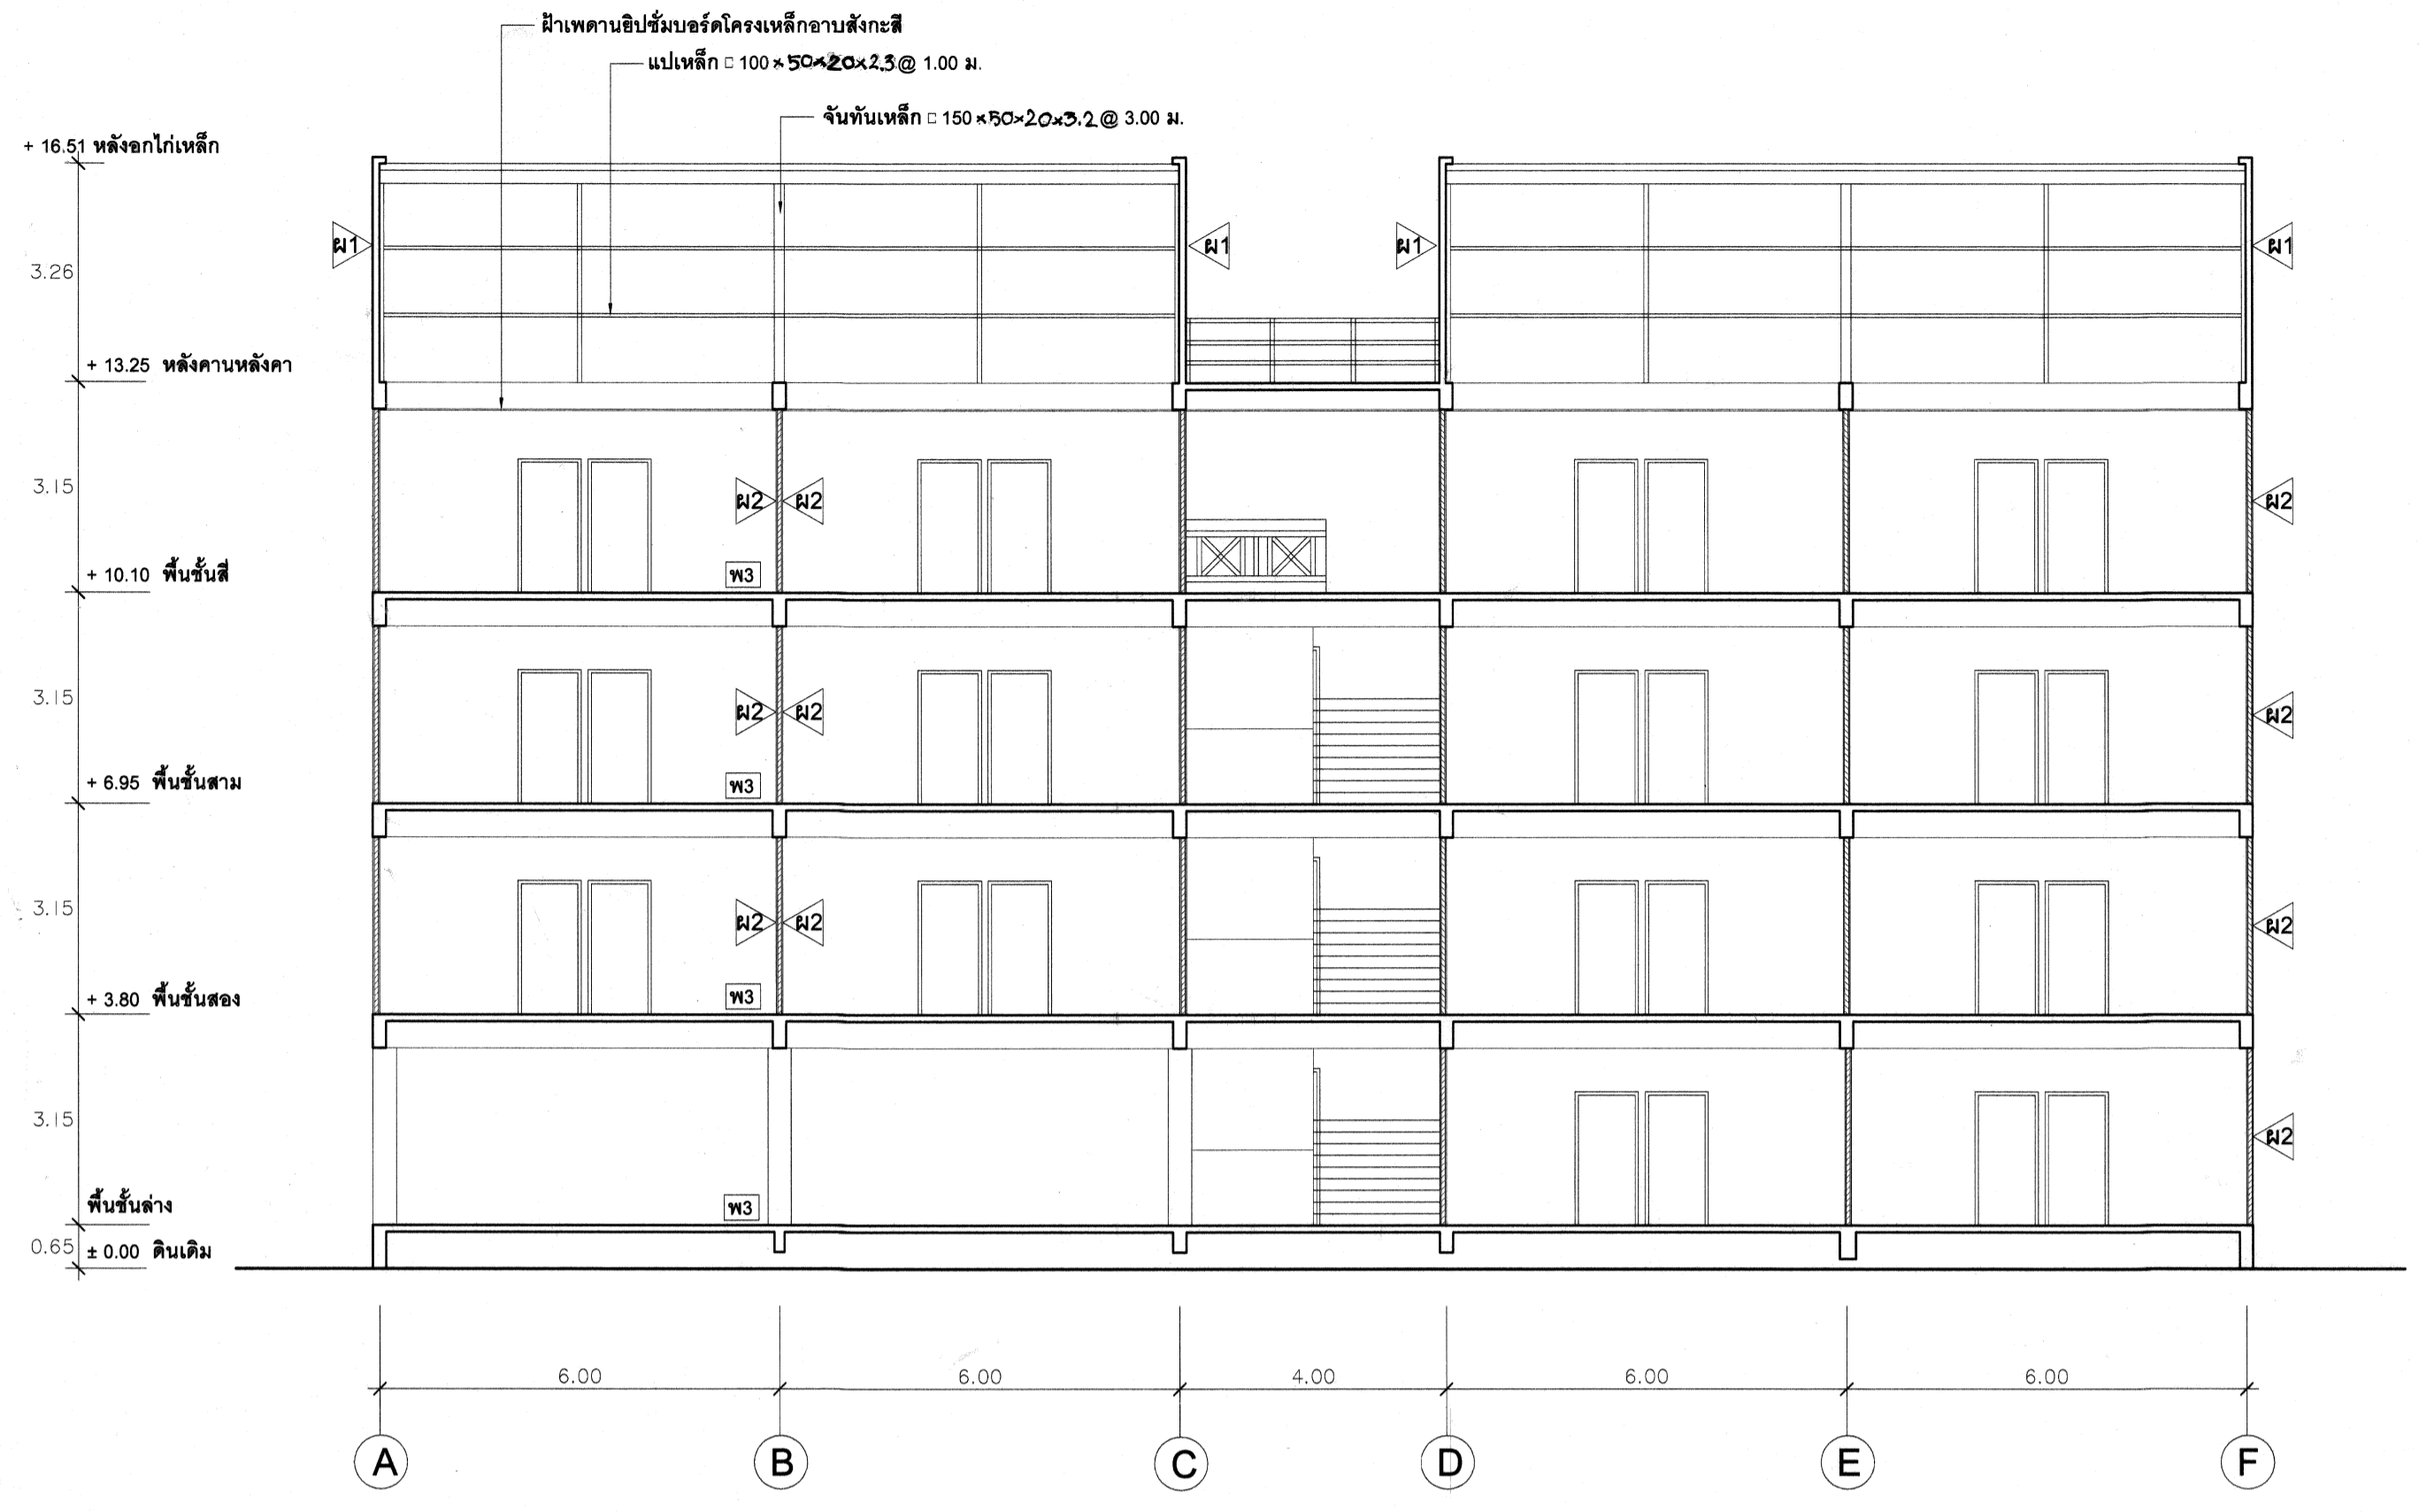 ฝ้าเพดานยิปซั่มบอร์ดโครงเหล็กอาบสังกะสี
แปเหล็ก □ 100×50×20×2.3@ 1.00 ม.
จันทันเหล็ก □ 150×50×20×3.2@ 3.00 ม.
+ 16.51 หลังอกไก่เหล็ก
ผ1 ผ1 ผ1 ผ1
3.26
+ 13.25 หลังคานหลังคา
3.15
ผ2 ผ2 ผ2
+ 10.10 พื้นชั้นสี่
พ3
3.15
ผ2 ผ2 ผ2
+ 6.95 พื้นชั้นสาม
พ3
3.15
ผ2 ผ2 ผ2
+ 3.80 พื้นชั้นสอง
พ3
3.15
ผ2
พื้นชั้นล่าง
พ3
0.65
± 0.00 ดินเดิม
6.00 6.00 4.00 6.00 6.00
A B C D E F